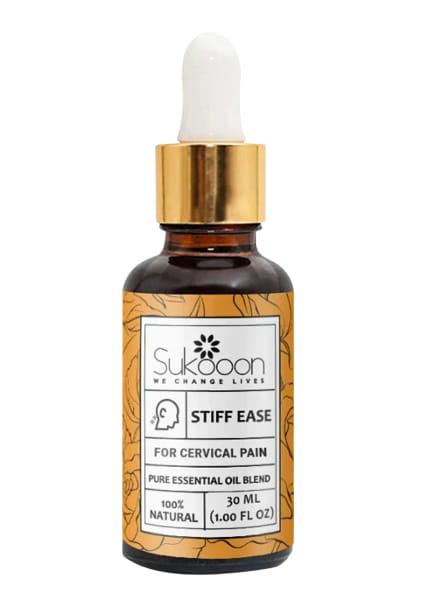 Sukooon
WE CHANGE LIVES
STIFF EASE
FOR CERVICAL PAIN
PURE ESSENTIAL OIL BLEND
100%
NATURAL
30 ML
(1.00 FL OZ)